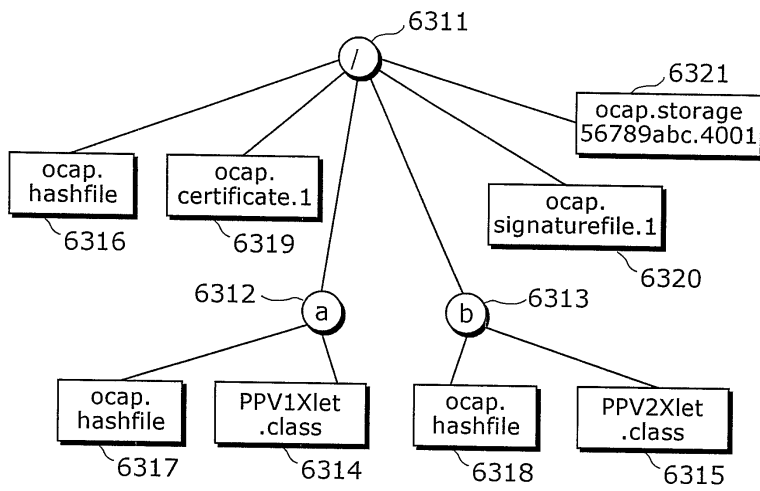 6311
/
6321
ocap.storage
56789abc.4001
ocap.
hashfile
6316
ocap.
certificate.1
6319
ocap.
signaturefile.1
6320
6312
a
b
6313
ocap.
hashfile
6317
PPV1Xlet
.class
6314
ocap.
hashfile
6318
PPV2Xlet
.class
6315